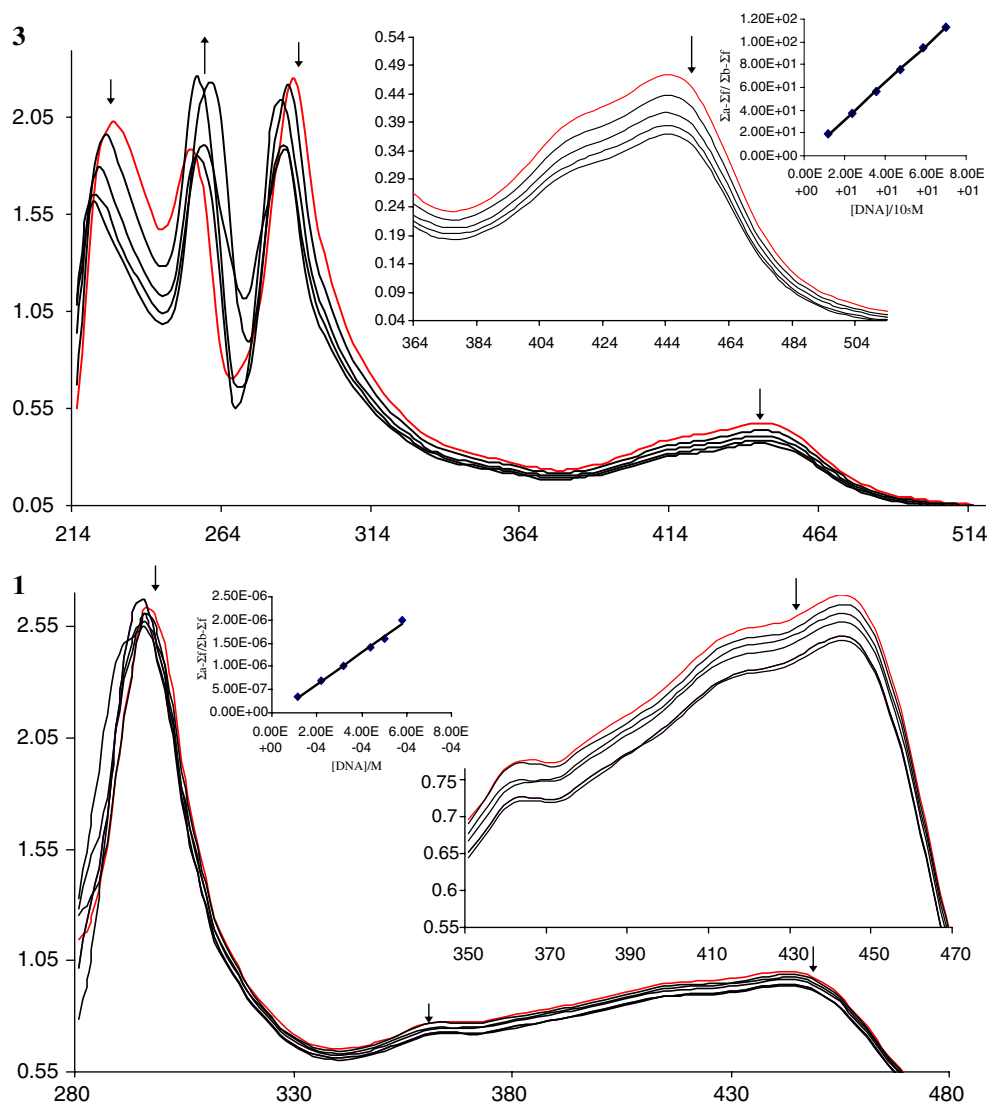 3
2.05
1.55
1.05
0.55
0.05
214 264 314 364 414 464 514
0.54
0.49
0.44
0.39
0.34
0.29
0.24
0.19
0.14
0.09
0.04
364 384 404 424 444 464 484 504
Σa-Σf/ Σb-Σf
1.20E+02
1.00E+02
8.00E+01
6.00E+01
4.00E+01
2.00E+01
0.00E+00
0.00E 2.00E 4.00E 6.00E 8.00E
+00 +01 +01 +01 +01
[DNA]/105M
1
2.55
2.05
1.55
1.05
0.55
280 330 380 430 480
Σa-Σf/Σb-Σf
2.50E-06
2.00E-06
1.50E-06
1.00E-06
5.00E-07
0.00E+00
0.00E 2.00E 4.00E 6.00E 8.00E
+00 -04 -04 -04 -04
[DNA]/M
0.75
0.7
0.65
0.6
0.55
350 370 390 410 430 450 470